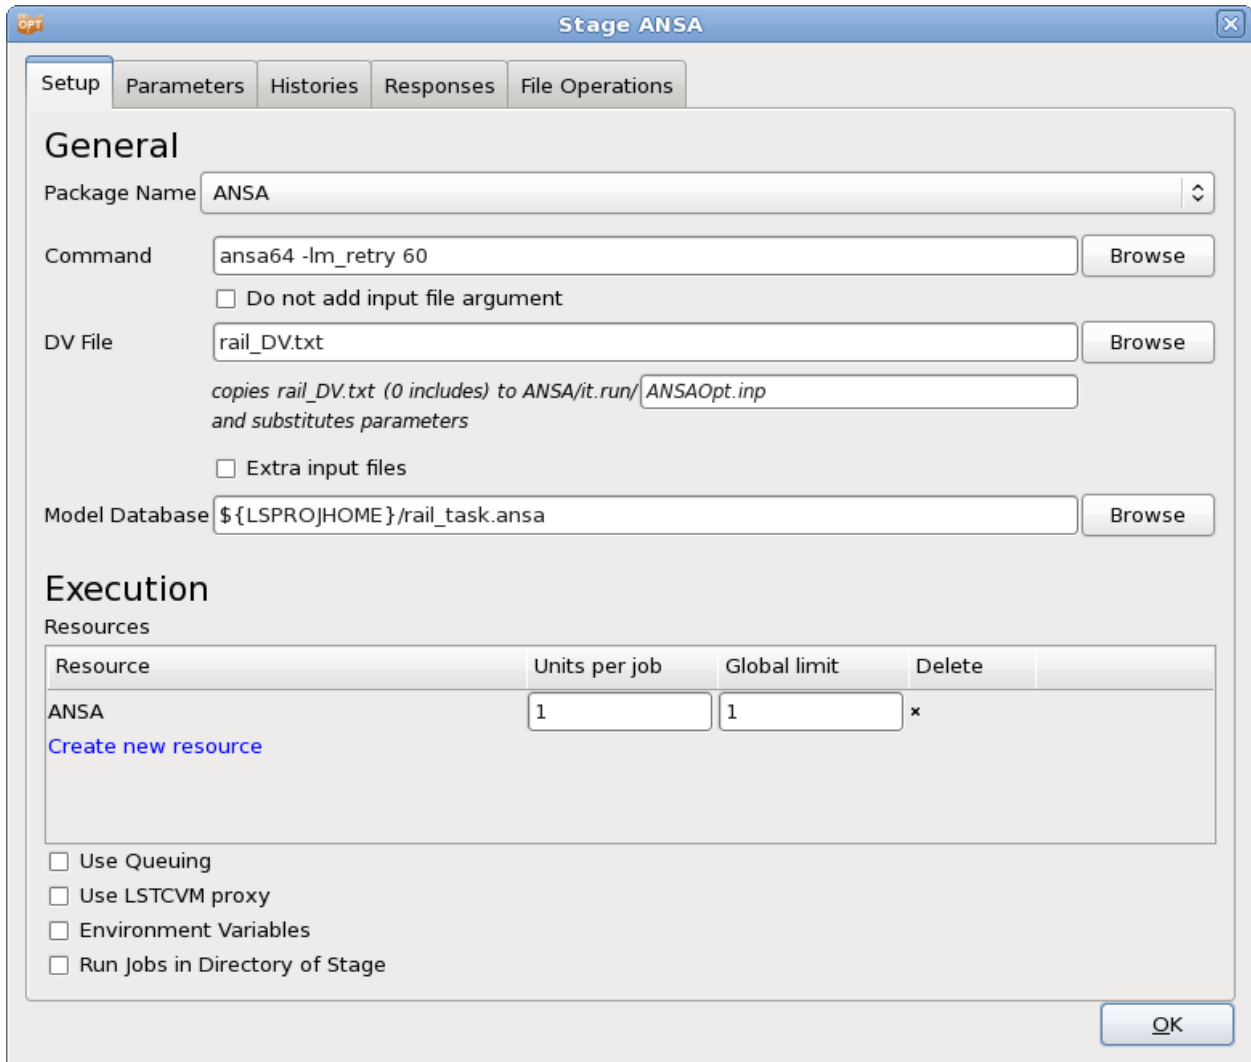 OPT
Stage ANSA
Setup Parameters Histories Responses File Operations
General
Package Name ANSA
Command ansa64 -lm_retry 60 Browse
Do not add input file argument
DV File rail_DV.txt Browse
copies rail_DV.txt (0 includes) to ANSA/it.run/ ANSAOpt.inp
and substitutes parameters
Extra input files
Model Database ${LSPROJHOME}/rail_task.ansa Browse
Execution
Resources
Resource Units per job Global limit Delete
ANSA 1 1 ×
Create new resource
Use Queuing
Use LSTCVM proxy
Environment Variables
Run Jobs in Directory of Stage
OK